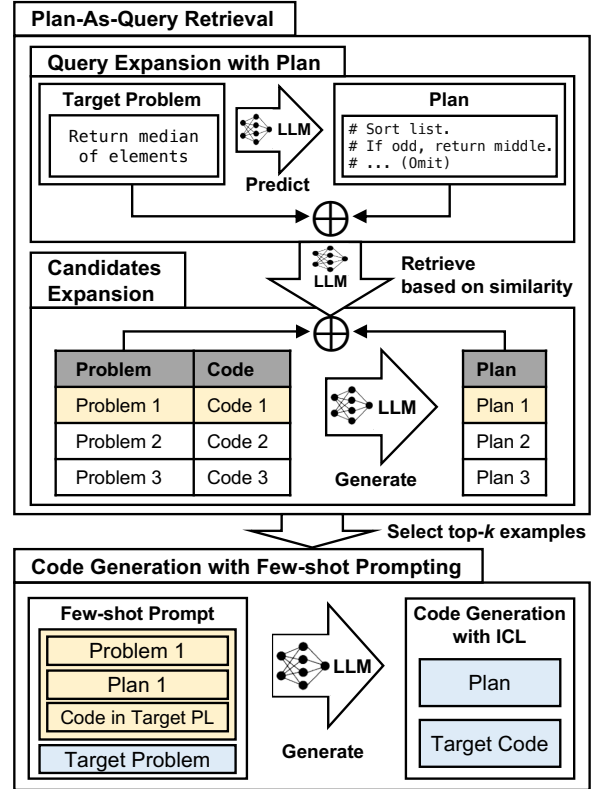 Plan-As-Query Retrieval
Query Expansion with Plan
Target Problem
Return median
of elements
LLM
Predict
Plan
# Sort list.
# If odd, return middle.
# ... (Omit)
LLM
Retrieve
based on similarity
Candidates
Expansion
Problem Code
Problem 1 Code 1
Problem 2 Code 2
Problem 3 Code 3
LLM
Generate
Plan
Plan 1
Plan 2
Plan 3
Select top-k examples
Code Generation with Few-shot Prompting
Few-shot Prompt
Problem 1
Plan 1
Code in Target PL
Target Problem
LLM
Generate
Code Generation
with ICL
Plan
Target Code